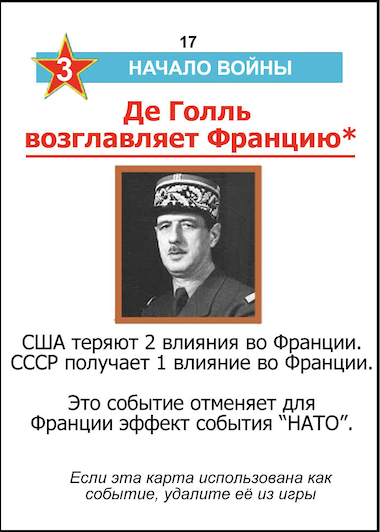 17
3 НАЧАЛО ВОЙНЫ
Де Голль
возглавляет Францию*
США теряют 2 влияния во Франции.
СССР получает 1 влияние во Франции.
Это событие отменяет для
Франции эффект события “НАТО”.
Если эта карта использована как
событие, удалите её из игры